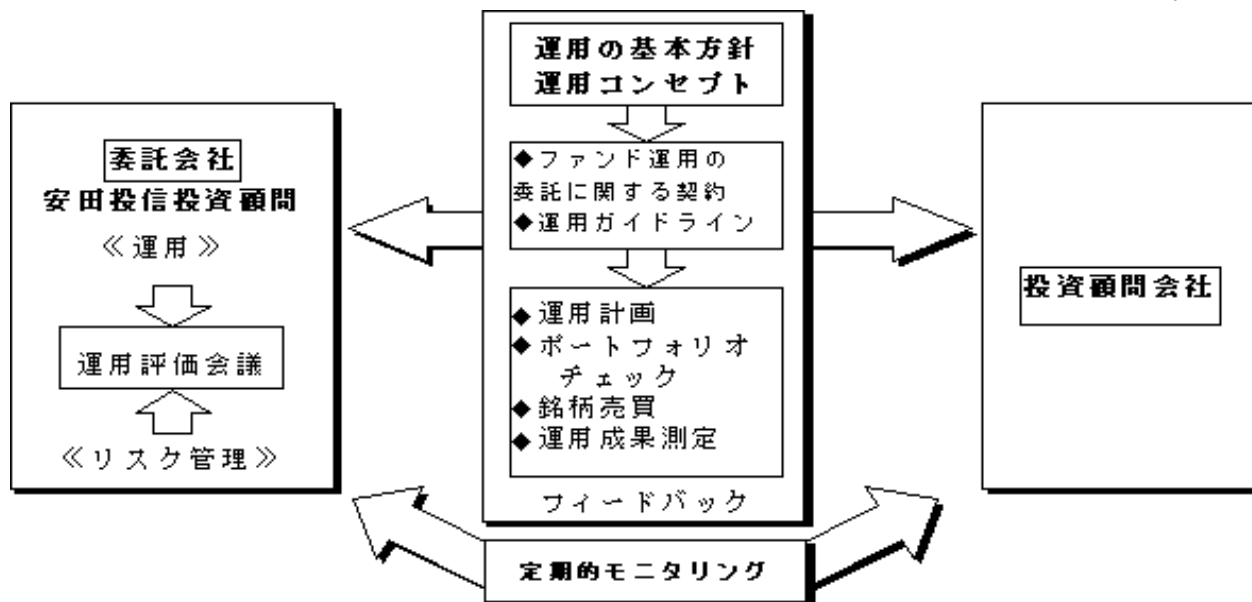 運用の基本方針
運用コンセプト
委託会社
安田投信投資顧問
≪運用≫
運用評価会議
≪リスク管理≫
◆ファンド運用の
委託に関する契約
◆運用ガイドライン
◆運用計画
◆ポートフォリオ
チェック
◆銘柄売買
◆運用成果測定
フィードバック
投資顧問会社
定期的モニタリング